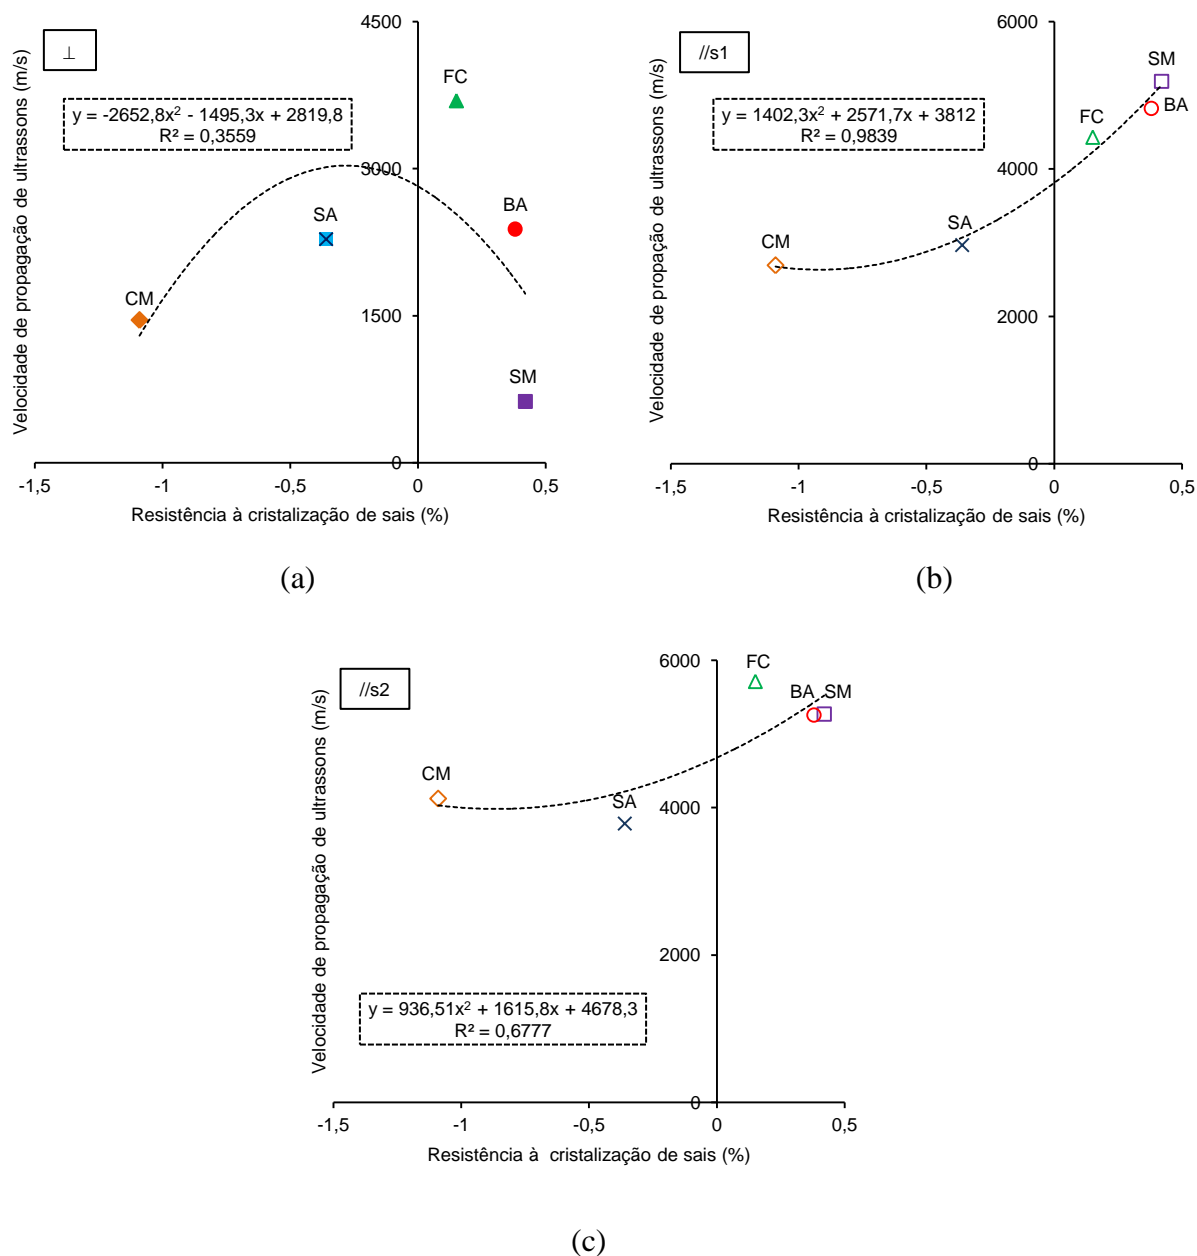 ⊥
Velocidade de propagação de ultrassons (m/s)
4500
3000
1500
0
y = -2652,8x² - 1495,3x + 2819,8
R² = 0,3559
FC
SA
BA
CM
SM
-1,5
-1
-0,5
0
0,5
Resistência à cristalização de sais (%)
(a)
//s1
Velocidade de propação de ultrassons (m/s)
6000
4000
2000
0
y = 1402,3x² + 2571,7x + 3812
R² = 0,9839
SM
BA
FC
SA
CM
-1,5
-1
-0,5
0
0,5
Resistência à cristalização de sais (%)
(b)
//s2
Velocidade de propagação de ultrassons (m/s)
6000
4000
2000
0
FC
BA SM
CM
SA
y = 936,51x² + 1615,8x + 4678,3
R² = 0,6777
-1,5
-1
-0,5
0
0,5
Resistência à cristalização de sais (%)
(c)